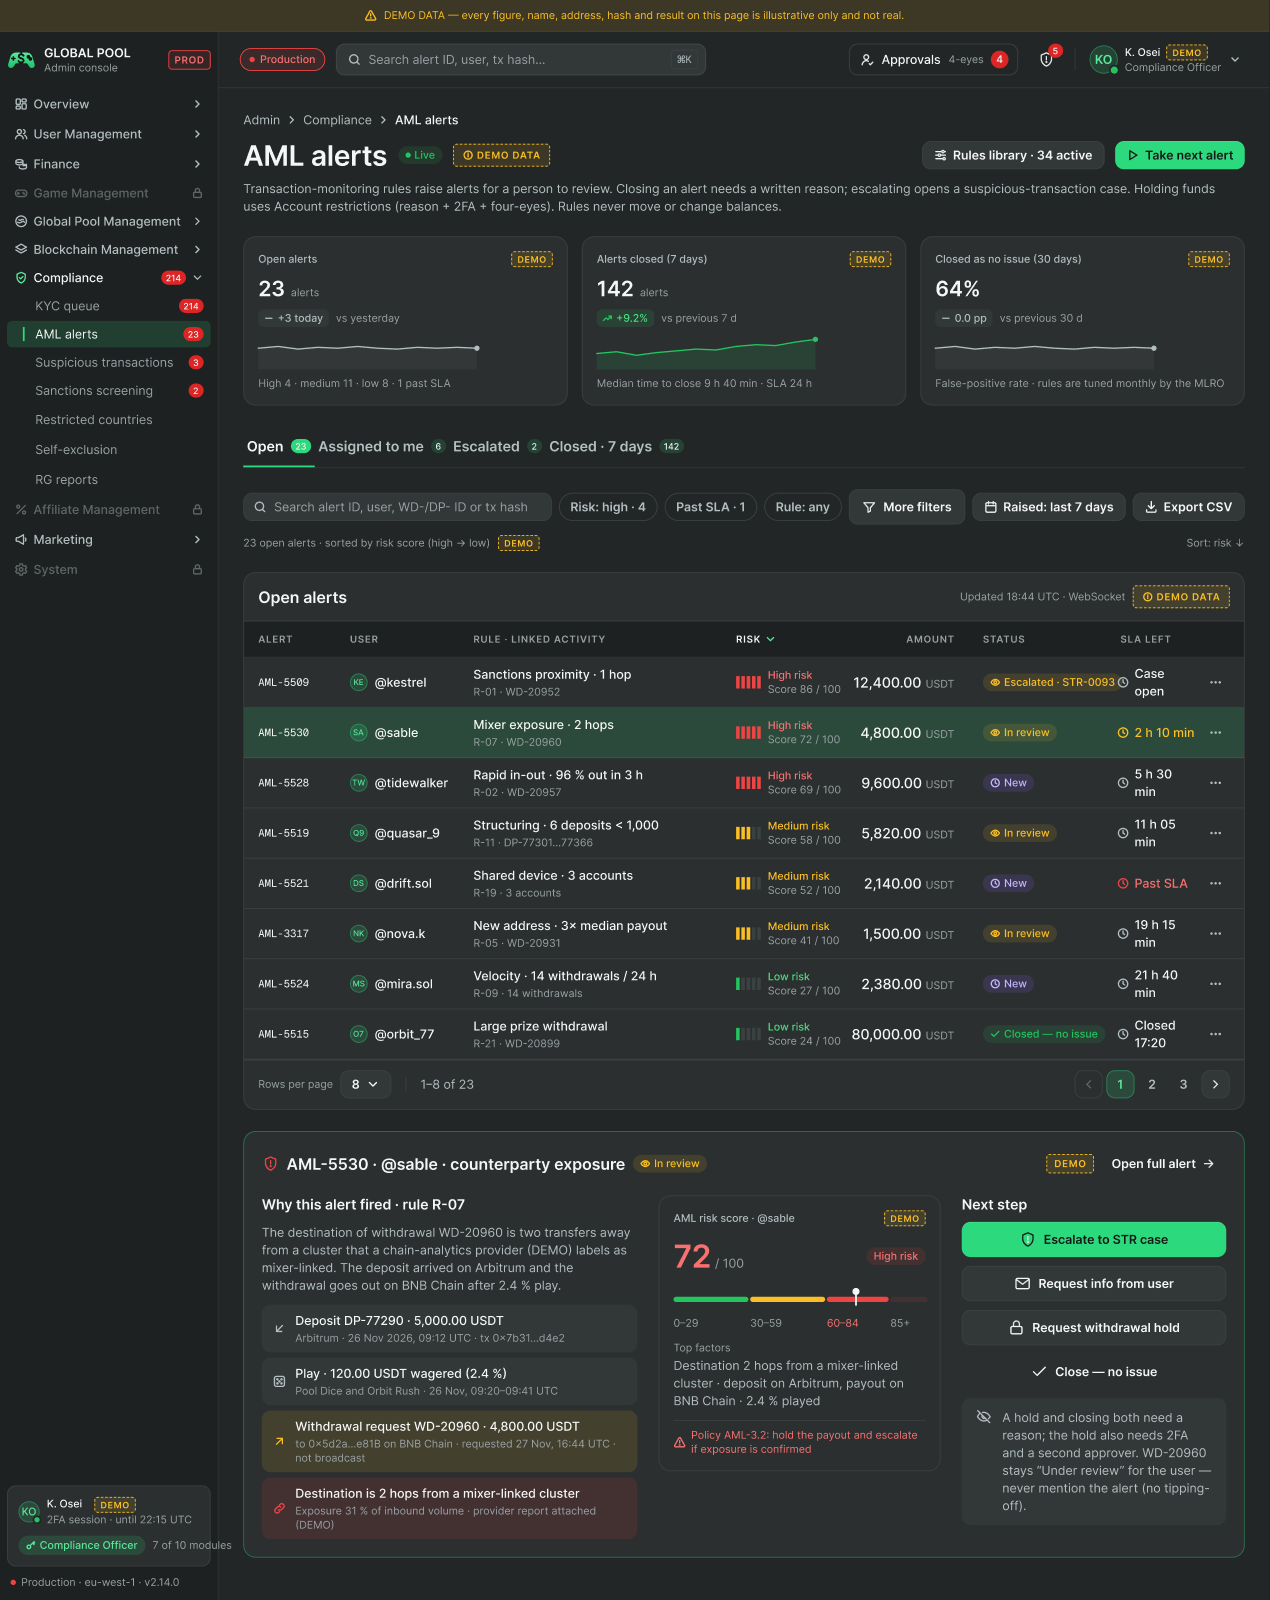 DEMO DATA — every figure, name, address, hash and result on this page is illustrative only and not real.
GLOBAL POOL
Admin console
PROD
Production
Search alert ID, user, tx hash...
⌘K
Approvals 4-eyes 4
5
KO
K. Osei DEMO
Compliance Officer
Overview
User Management
Finance
Game Management
Global Pool Management
Blockchain Management
Compliance 214
KYC queue 214
AML alerts 23
Suspicious transactions 3
Sanctions screening 2
Restricted countries
Self-exclusion
RG reports
Affiliate Management
Marketing
System
Admin > Compliance > AML alerts
AML alerts
Live
DEMO DATA
Rules library · 34 active
Take next alert
Transaction-monitoring rules raise alerts for a person to review. Closing an alert needs a written reason; escalating opens a suspicious-transaction case. Holding funds
uses Account restrictions (reason + 2FA + four-eyes). Rules never move or change balances.
Open alerts DEMO
23 alerts
+3 today vs yesterday
High 4 · medium 11 · low 8 · 1 past SLA
Alerts closed (7 days) DEMO
142 alerts
+9.2% vs previous 7 d
Median time to close 9 h 40 min · SLA 24 h
Closed as no issue (30 days) DEMO
64%
0.0 pp vs previous 30 d
False-positive rate · rules are tuned monthly by the MLRO
Open 23 Assigned to me 6 Escalated 2 Closed · 7 days 142
Search alert ID, user, WD-/DP- ID or tx hash
Risk: high · 4
Past SLA · 1
Rule: any
More filters
Raised: last 7 days
Export CSV
23 open alerts · sorted by risk score (high → low) DEMO
Sort: risk ↓
Open alerts
Updated 18:44 UTC · WebSocket DEMO DATA
ALERT USER RULE · LINKED ACTIVITY RISK AMOUNT STATUS SLA LEFT
AML-5509 KE @kestrel Sanctions proximity · 1 hop High risk 12,400.00 USDT Escalated · STR-0093 Case open
R-01 · WD-20952 Score 86 / 100
AML-5530 SA @sable Mixer exposure · 2 hops High risk 4,800.00 USDT In review 2 h 10 min
R-07 · WD-20960 Score 72 / 100
AML-5528 TW @tidewalker Rapid in-out · 96 % out in 3 h High risk 9,600.00 USDT New 5 h 30 min
R-02 · WD-20957 Score 69 / 100
AML-5519 Q9 @quasar_9 Structuring · 6 deposits < 1,000 Medium risk 5,820.00 USDT In review 11 h 05 min
R-11 · DP-77301...77366 Score 58 / 100
AML-5521 DS @drift.sol Shared device · 3 accounts Medium risk 2,140.00 USDT New Past SLA
R-19 · 3 accounts Score 52 / 100
AML-3317 NK @nova.k New address · 3× median payout Medium risk 1,500.00 USDT In review 19 h 15 min
R-05 · WD-20931 Score 41 / 100
AML-5524 MS @mira.sol Velocity · 14 withdrawals / 24 h Low risk 2,380.00 USDT New 21 h 40 min
R-09 · 14 withdrawals Score 27 / 100
AML-5515 O7 @orbit_77 Large prize withdrawal Low risk 80,000.00 USDT Closed — no issue Closed 17:20
R-21 · WD-20899 Score 24 / 100
Rows per page 8 1–8 of 23
1 2 3
AML-5530 · @sable · counterparty exposure In review
DEMO
Open full alert →
Why this alert fired · rule R-07
The destination of withdrawal WD-20960 is two transfers away
from a cluster that a chain-analytics provider (DEMO) labels as
mixer-linked. The deposit arrived on Arbitrum and the
withdrawal goes out on BNB Chain after 2.4 % play.
Deposit DP-77290 · 5,000.00 USDT
Arbitrum · 26 Nov 2026, 09:12 UTC · tx 0×7b31...d4e2
Play · 120.00 USDT wagered (2.4 %)
Pool Dice and Orbit Rush · 26 Nov, 09:20–09:41 UTC
Withdrawal request WD-20960 · 4,800.00 USDT
to 0×5d2a...e81B on BNB Chain · requested 27 Nov, 16:44 UTC ·
not broadcast
Destination is 2 hops from a mixer-linked cluster
Exposure 31 % of inbound volume · provider report attached
(DEMO)
AML risk score · @sable DEMO
72 / 100 High risk
0–29 30–59 60–84 85+
Top factors
Destination 2 hops from a mixer-linked
cluster · deposit on Arbitrum, payout on
BNB Chain · 2.4 % played
Policy AML-3.2: hold the payout and escalate
if exposure is confirmed
Next step
Escalate to STR case
Request info from user
Request withdrawal hold
Close — no issue
A hold and closing both need a
reason; the hold also needs 2FA
and a second approver. WD-20960
stays “Under review” for the user —
never mention the alert (no tipping-
off).
KO
K. Osei DEMO
2FA session · until 22:15 UTC
Compliance Officer 7 of 10 modules
Production · eu-west-1 · v2.14.0